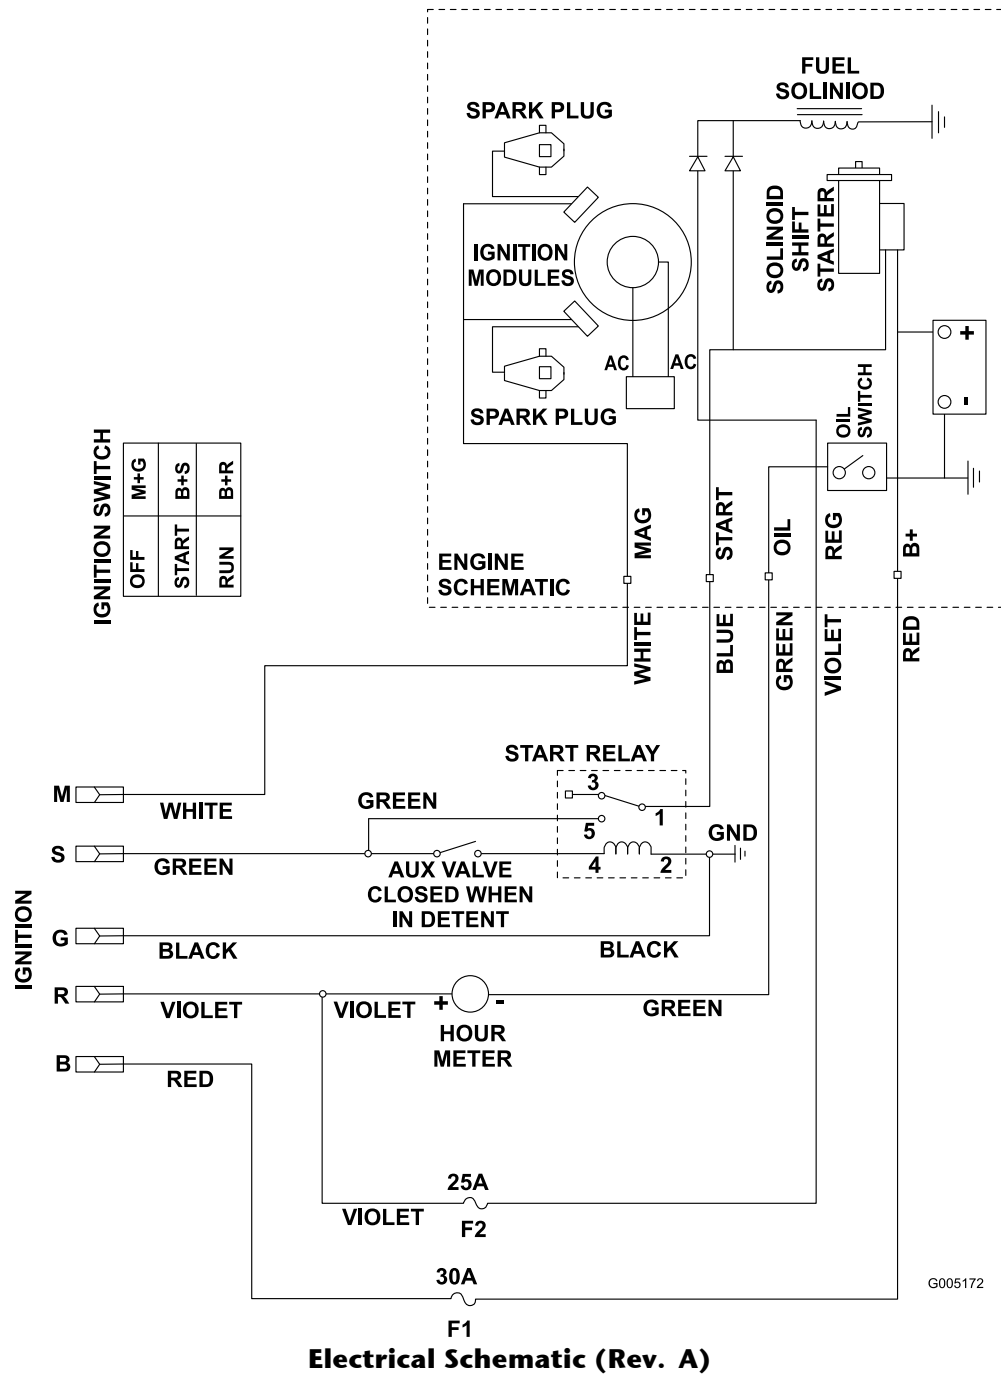 FUEL
SOLINIOD
SPARK PLUG
SOLINOID
SHIFT
STARTER
IGNITION
MODULES
+
-
AC
AC
SPARK PLUG
OIL
SWITCH
IGNITION SWITCH
OFF M+G
START B+S
RUN B+R
ENGINE
SCHEMATIC
MAG
START
OIL
REG
B+
WHITE
BLUE
GREEN
VIOLET
RED
START RELAY
3
M
WHITE
GREEN
1
5
GND
S
GREEN
4
2
AUX VALVE
CLOSED WHEN
IN DETENT
IGNITION
G
BLACK
BLACK
R
VIOLET
VIOLET
+
-
GREEN
HOUR
METER
B
RED
25A
VIOLET
F2
30A
G005172
F1
Electrical Schematic (Rev. A)